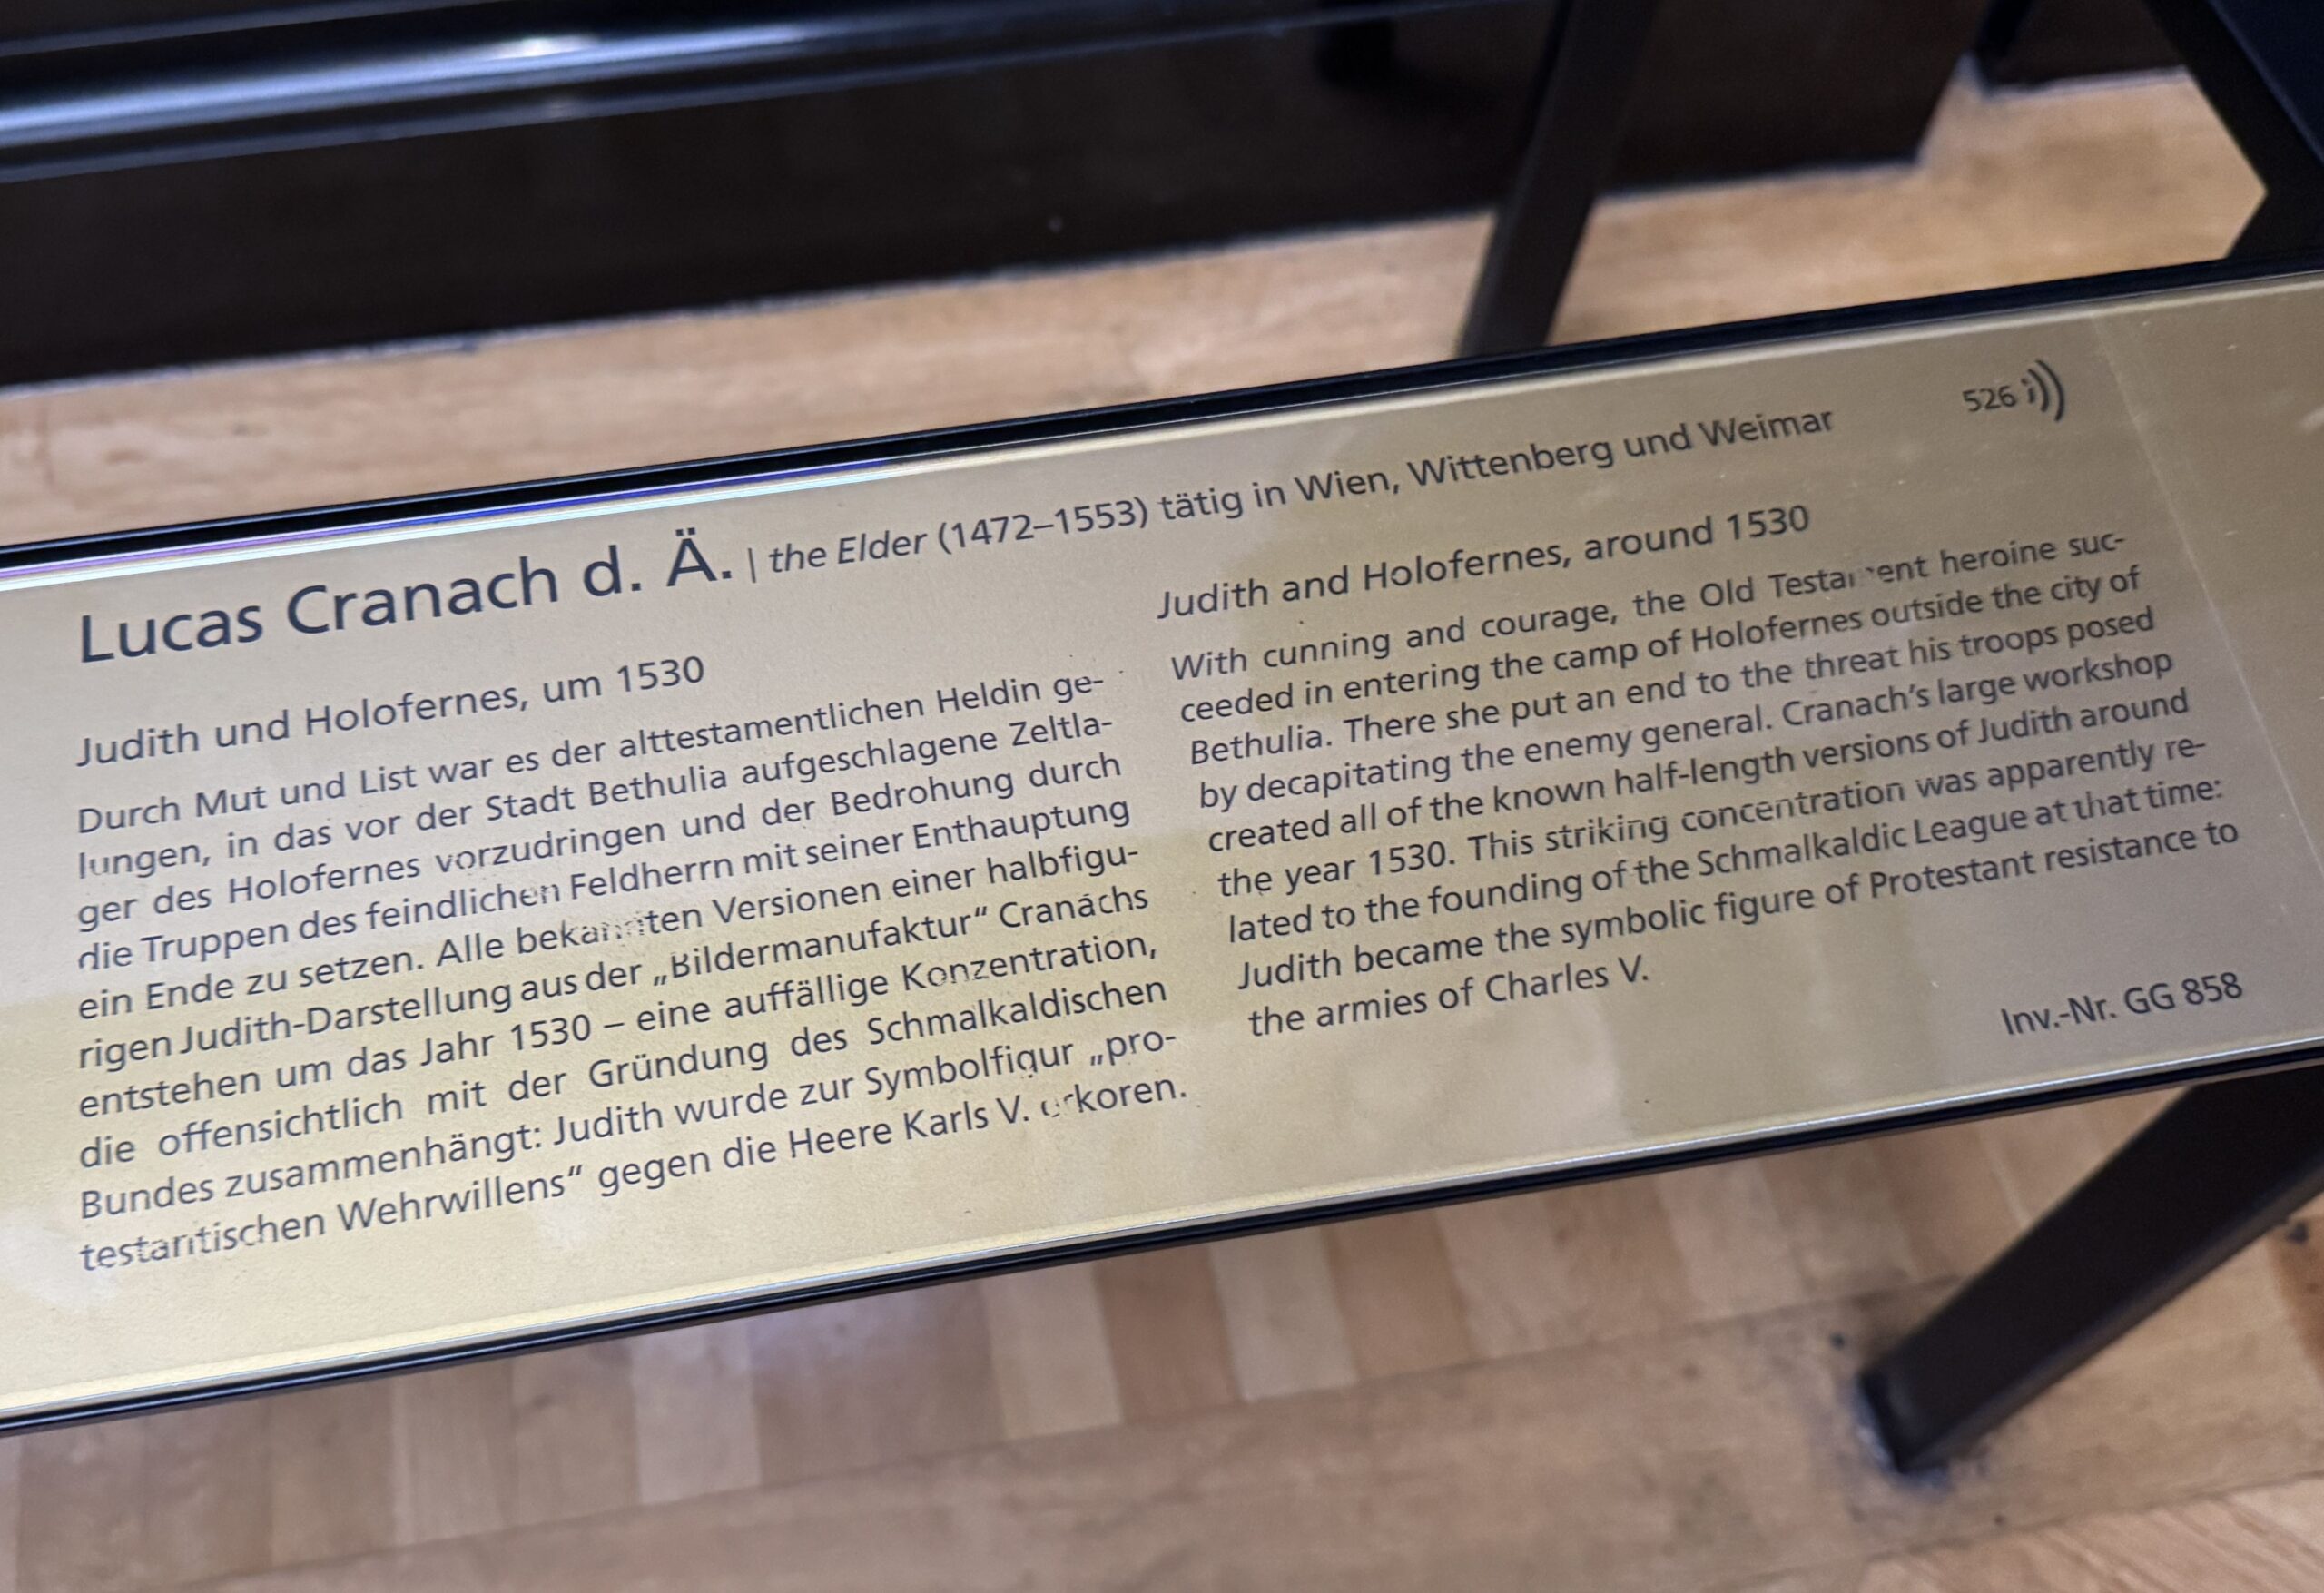 Lucas Cranach d. Ä. | the Elder (1472–1553) tätig in Wien, Wittenberg und Weimar
526
Judith und Holofernes, um 1530
Durch Mut und List war es der alttestamentlichen Heldin ge-
lungen, in das vor der Stadt Bethulia aufgeschlagene Zeltla-
ger des Holofernes vorzudringen und der Bedrohung durch
die Truppen des feindlichen Feldherrn mit seiner Enthauptung
ein Ende zu setzen. Alle bekannten Versionen einer halbfigu-
rigen Judith-Darstellung aus der „Bildermanufaktur“ Cranachs
entstehen um das Jahr 1530 – eine auffällige Konzentration,
die offensichtlich mit der Gründung des Schmalkaldischen
Bundes zusammenhängt: Judith wurde zur Symbolfigur „pro-
testantischen Wehrwillens“ gegen die Heere Karls V. erkoren.
Judith and Holofernes, around 1530
With cunning and courage, the Old Testament heroine suc-
ceeded in entering the camp of Holofernes outside the city of
Bethulia. There she put an end to the threat his troops posed
by decapitating the enemy general. Cranach’s large workshop
created all of the known half-length versions of Judith around
the year 1530. This striking concentration was apparently re-
lated to the founding of the Schmalkaldic League at that time:
Judith became the symbolic figure of Protestant resistance to
the armies of Charles V.
Inv.-Nr. GG 858